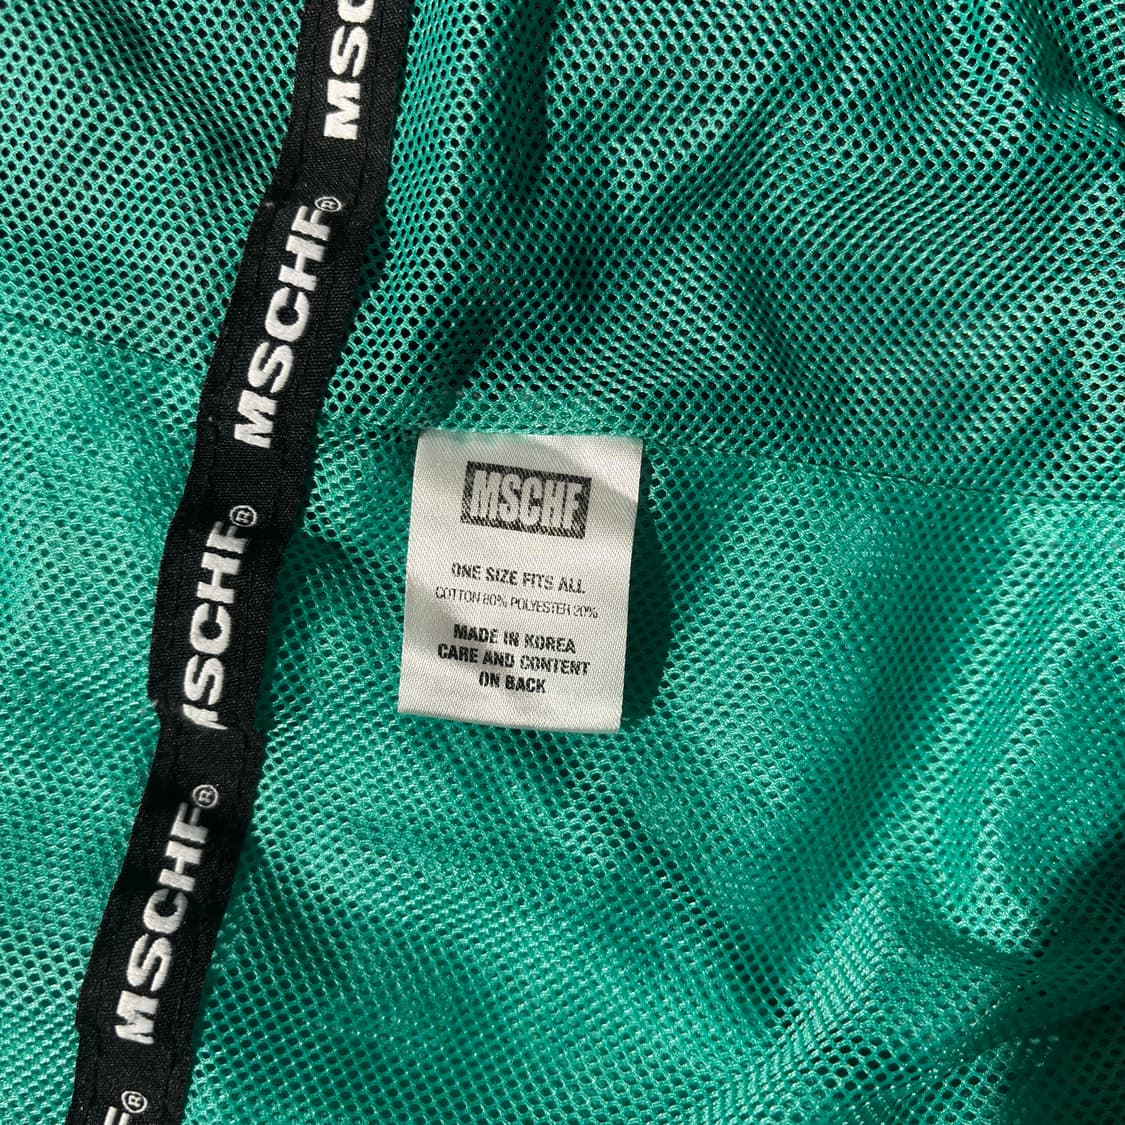 MSC
MSCHF®
MSCHF®
MSCHF®
F®
MSCHF
ONE SIZE FITS ALL
COTTON 80% POLYESTER 20%
MADE IN KOREA
CARE AND CONTENT
ON BACK